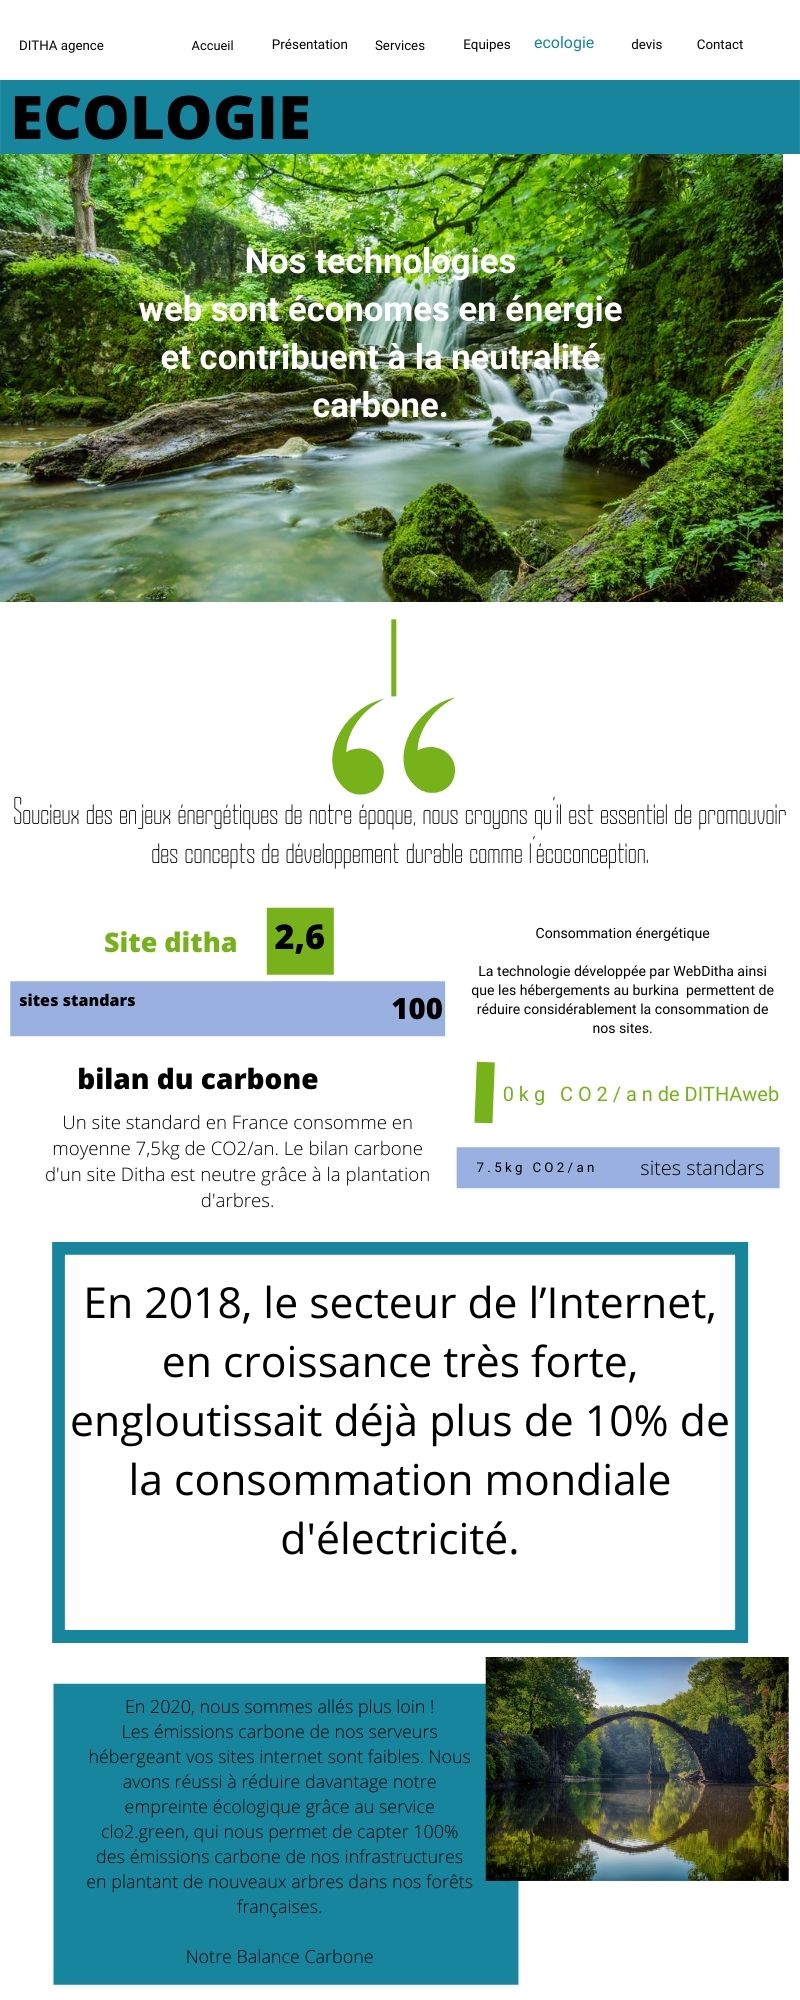 DITHA agence Accueil Présentation Services Equipes ecologie devis Contact
ECOLOGIE
Nos technologies
web sont économes en énergie
et contribuent à la neutralité
carbone.
“
Soucieux des enjeux énergétiques de notre époque, nous croyons qu'il est essentiel de promouvoir
des concepts de développement durable comme l'écoconception.
Site ditha 2,6
sites standars 100
Consommation énergétique
La technologie développée par WebDitha ainsi
que les hébergements au burkina permettent de
réduire considérablement la consommation de
nos sites.
bilan du carbone
Un site standard en France consomme en
moyenne 7,5kg de CO2/an. Le bilan carbone
d'un site Ditha est neutre grâce à la plantation
d'arbres.
0kg CO2/an de DITHAweb
7.5kg CO2/an sites standars
En 2018, le secteur de l’Internet,
en croissance très forte,
engloutissait déjà plus de 10% de
la consommation mondiale
d'électricité.
En 2020, nous sommes allés plus loin !
Les émissions carbone de nos serveurs
hébergeant vos sites internet sont faibles. Nous
avons réussi à réduire davantage notre
empreinte écologique grâce au service
clo2.green, qui nous permet de capter 100%
des émissions carbone de nos infrastructures
en plantant de nouveaux arbres dans nos forêts
françaises.
Notre Balance Carbone